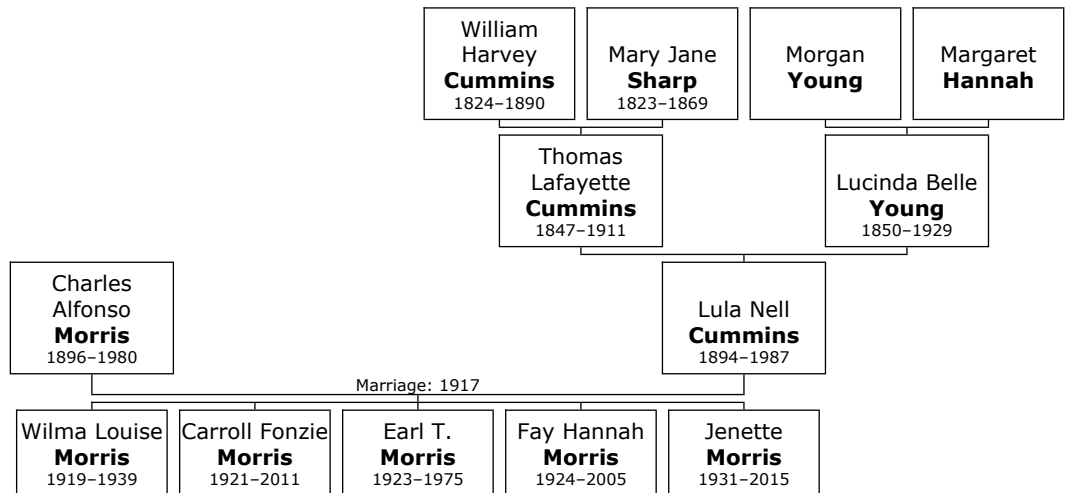 William
Harvey
Cummins
1824–1890
Mary Jane
Sharp
1823–1869
Morgan
Young
Margaret
Hannah
Thomas
Lafayette
Cummins
1847–1911
Lucinda Belle
Young
1850–1929
Charles
Alfonso
Morris
1896–1980
Lula Nell
Cummins
1894–1987
Marriage: 1917
Wilma Louise
Morris
1919–1939
Carroll Fonzie
Morris
1921–2011
Earl T.
Morris
1923–1975
Fay Hannah
Morris
1924–2005
Jenette
Morris
1931–2015